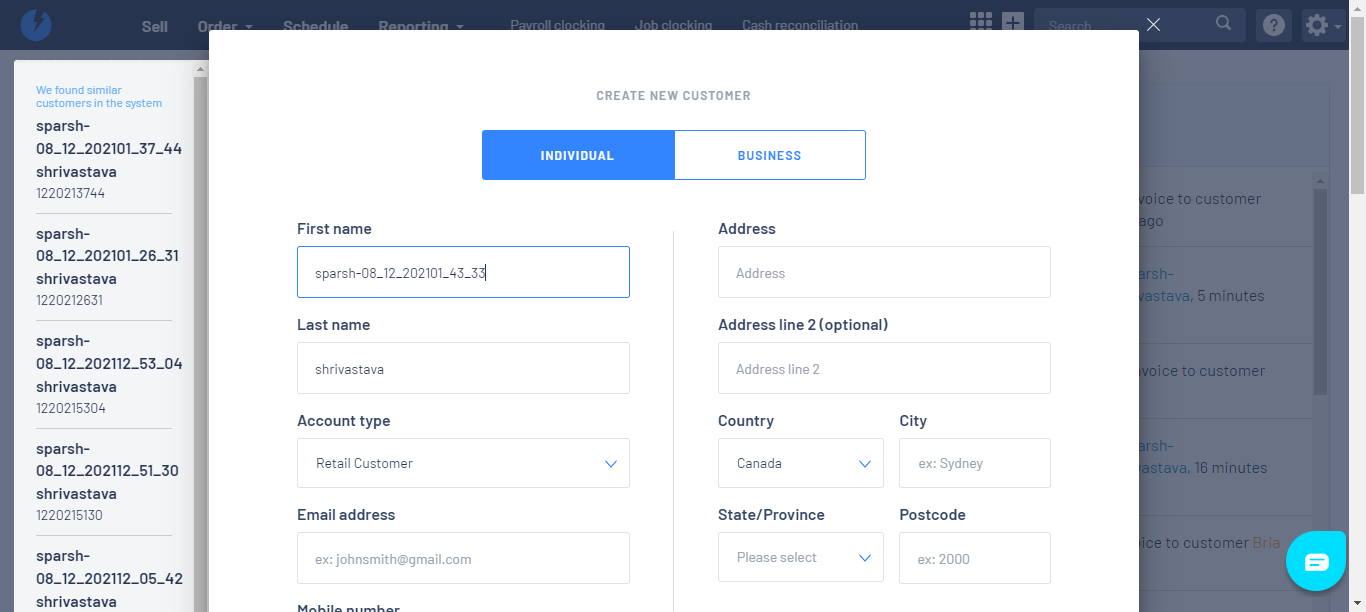 Sell Order Schedule Reporting Payroll clocking Job clocking Cash reconciliation Search
We found similar
customers in the system
sparsh-
08_12_202101_37_44
shrivastava
1220213744
sparsh-
08_12_202101_26_31
shrivastava
1220212631
sparsh-
08_12_202112_53_04
shrivastava
1220215304
sparsh-
08_12_202112_51_30
shrivastava
1220215130
sparsh-
08_12_202112_05_42
shrivastava
CREATE NEW CUSTOMER
INDIVIDUAL BUSINESS
First name
sparsh-08_12_202101_43_33
Last name
shrivastava
Account type
Retail Customer
Email address
ex: johnsmith@gmail.com
Mobile number
Address
Address
Address line 2 (optional)
Address line 2
Country City
Canada ex: Sydney
State/Province Postcode
Please select ex: 2000
voice to customer
ago
arsh-
vastava, 5 minutes
voice to customer
arsh-
vastava, 16 minutes
ice to customer Bria